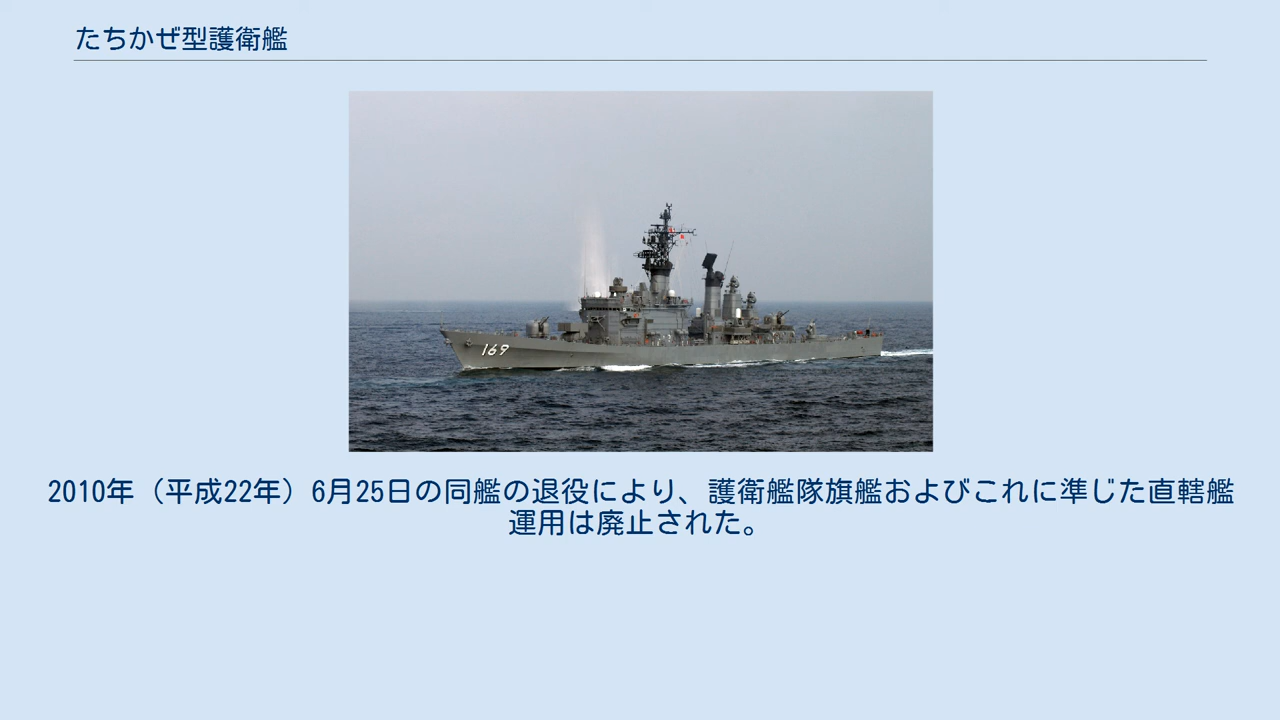 たちかぜ型護衛艦
169
2010年（平成22年）6月25日の同艦の退役により、護衛艦隊旗艦およびこれに準じた直轄艦
運用は廃止された。